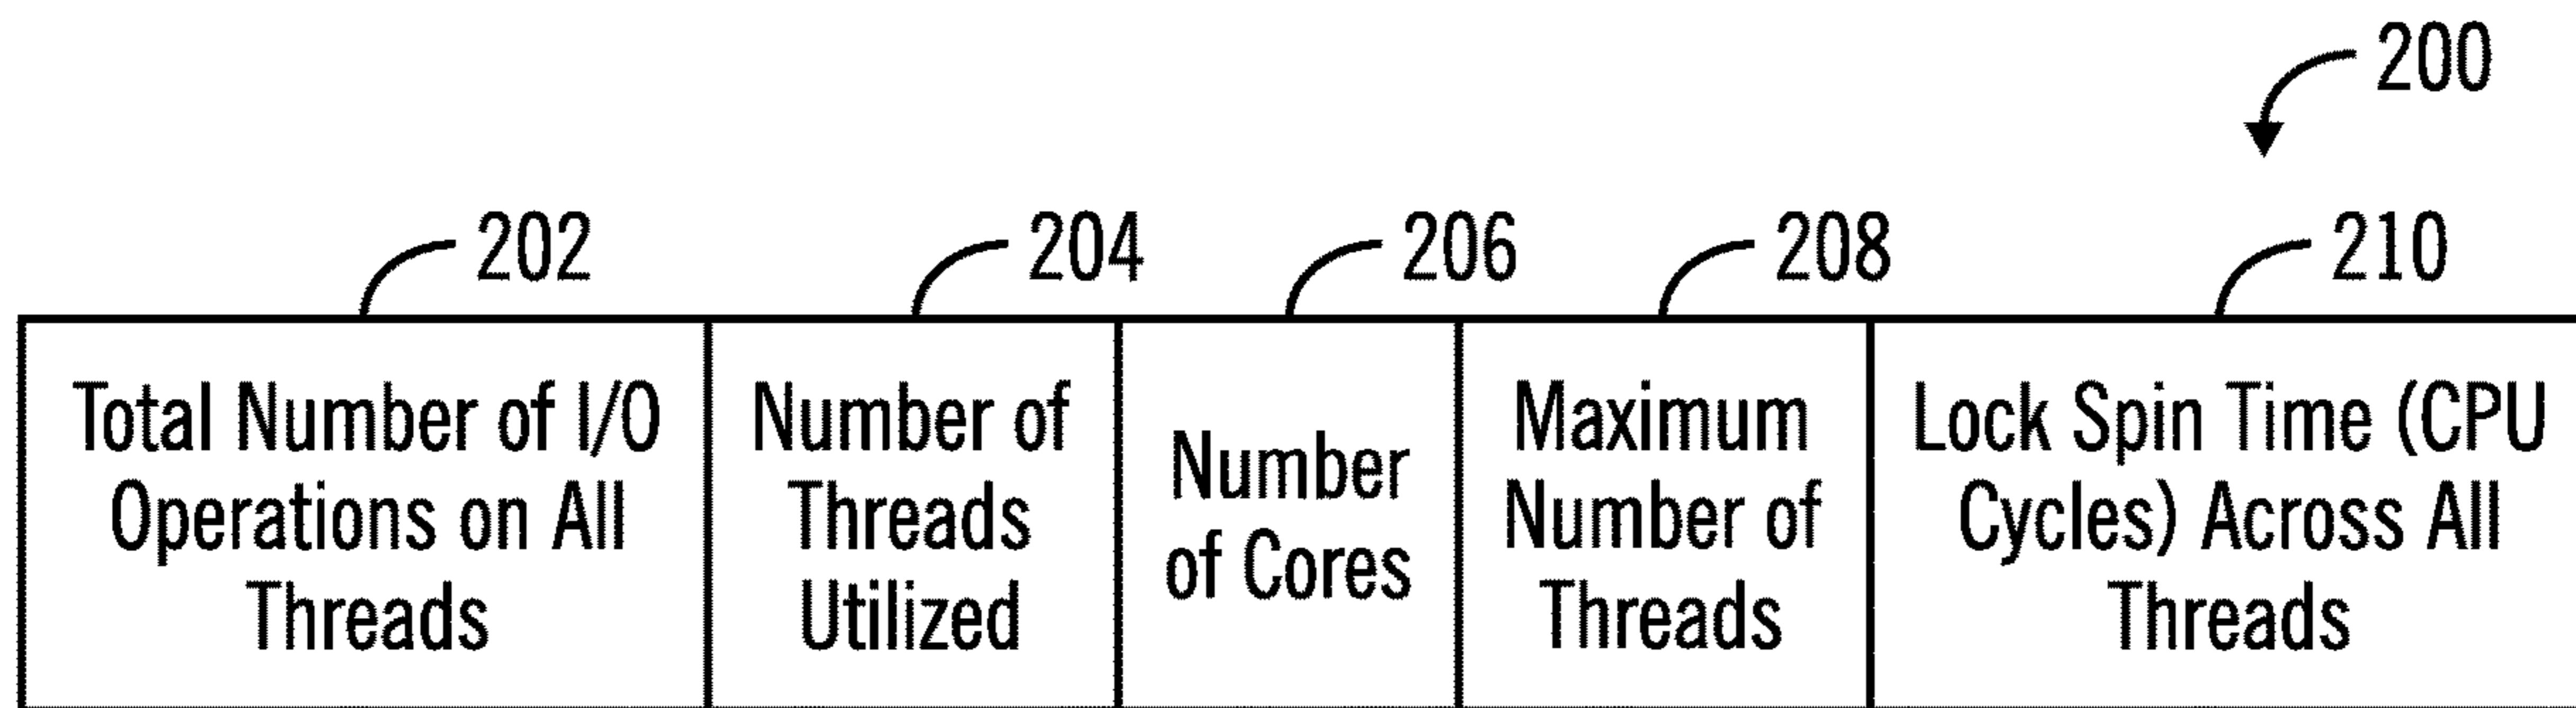 200
202
204
206
208
210
Total Number of I/O
Operations on All
Threads
Number of
Threads
Utilized
Number
of Cores
Maximum
Number of
Threads
Lock Spin Time (CPU
Cycles) Across All
Threads